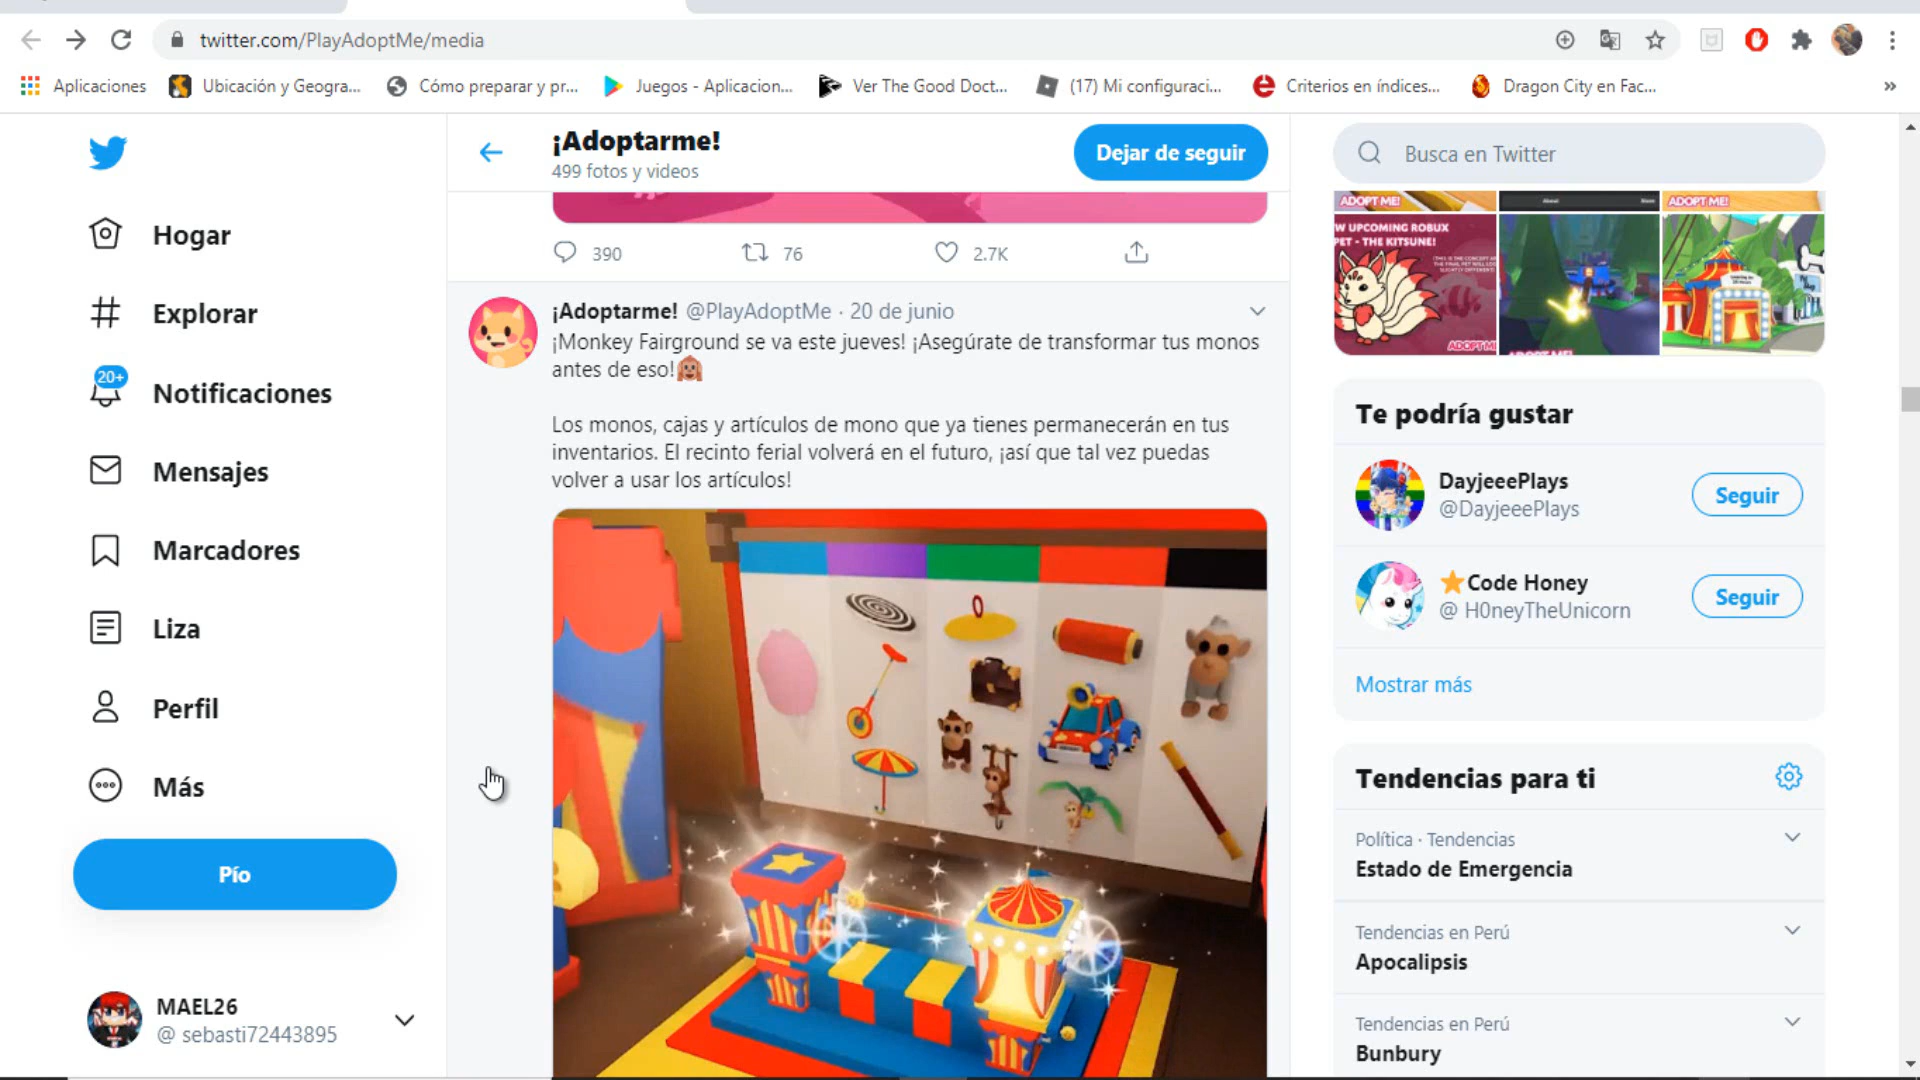 twitter.com/PlayAdoptMe/media
Aplicaciones
Ubicación y Geogra...
Cómo preparar y pr...
Juegos - Aplicacion...
Ver The Good Doct...
(17) Mi configuraci...
Criterios en índices...
Dragon City en Fac...
»
Hogar
Explorar
20+
Notificaciones
Mensajes
Marcadores
Liza
Perfil
Más
Pío
MAEL26
@ sebasti72443895
¡Adoptarme!
499 fotos y videos
Dejar de seguir
390
76
2.7K
¡Adoptarme! @PlayAdoptMe · 20 de junio
¡Monkey Fairground se va este jueves! ¡Asegúrate de transformar tus monos
antes de eso!🙉
Los monos, cajas y artículos de mono que ya tienes permanecerán en tus
inventarios. El recinto ferial volverá en el futuro, ¡así que tal vez puedas
volver a usar los artículos!
Busca en Twitter
ADOPT ME!
ADOPT ME!
W UPCOMING ROBUX
PET - THE KITSUNE!
ADOPT ME
ADOPT ME!
Te podría gustar
DayjeeePlays
@DayjeeePlays
Seguir
⭐Code Honey
@ H0neyTheUnicorn
Seguir
Mostrar más
Tendencias para ti
Política · Tendencias
Estado de Emergencia
Tendencias en Perú
Apocalipsis
Tendencias en Perú
Bunbury